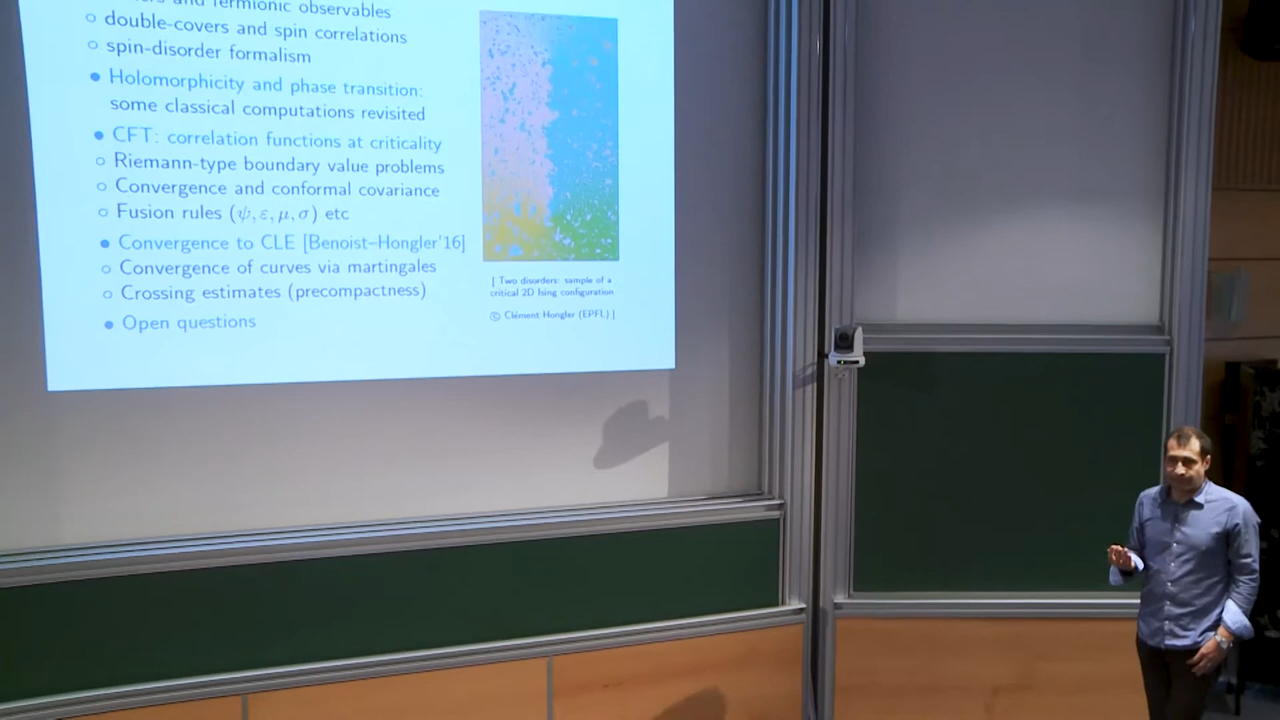 and fermionic observables
○ double-covers and spin correlations
○ spin-disorder formalism
● Holomorphicity and phase transition:
some classical computations revisited
● CFT: correlation functions at criticality
○ Riemann-type boundary value problems
○ Convergence and conformal covariance
○ Fusion rules (ψ, ε, μ, σ) etc
● Convergence to CLE [Benoist–Hongler'16]
○ Convergence of curves via martingales
○ Crossing estimates (precompactness)
● Open questions
[ Two disorders: sample of a
critical 2D Ising configuration
© Clément Hongler (EPFL) ]